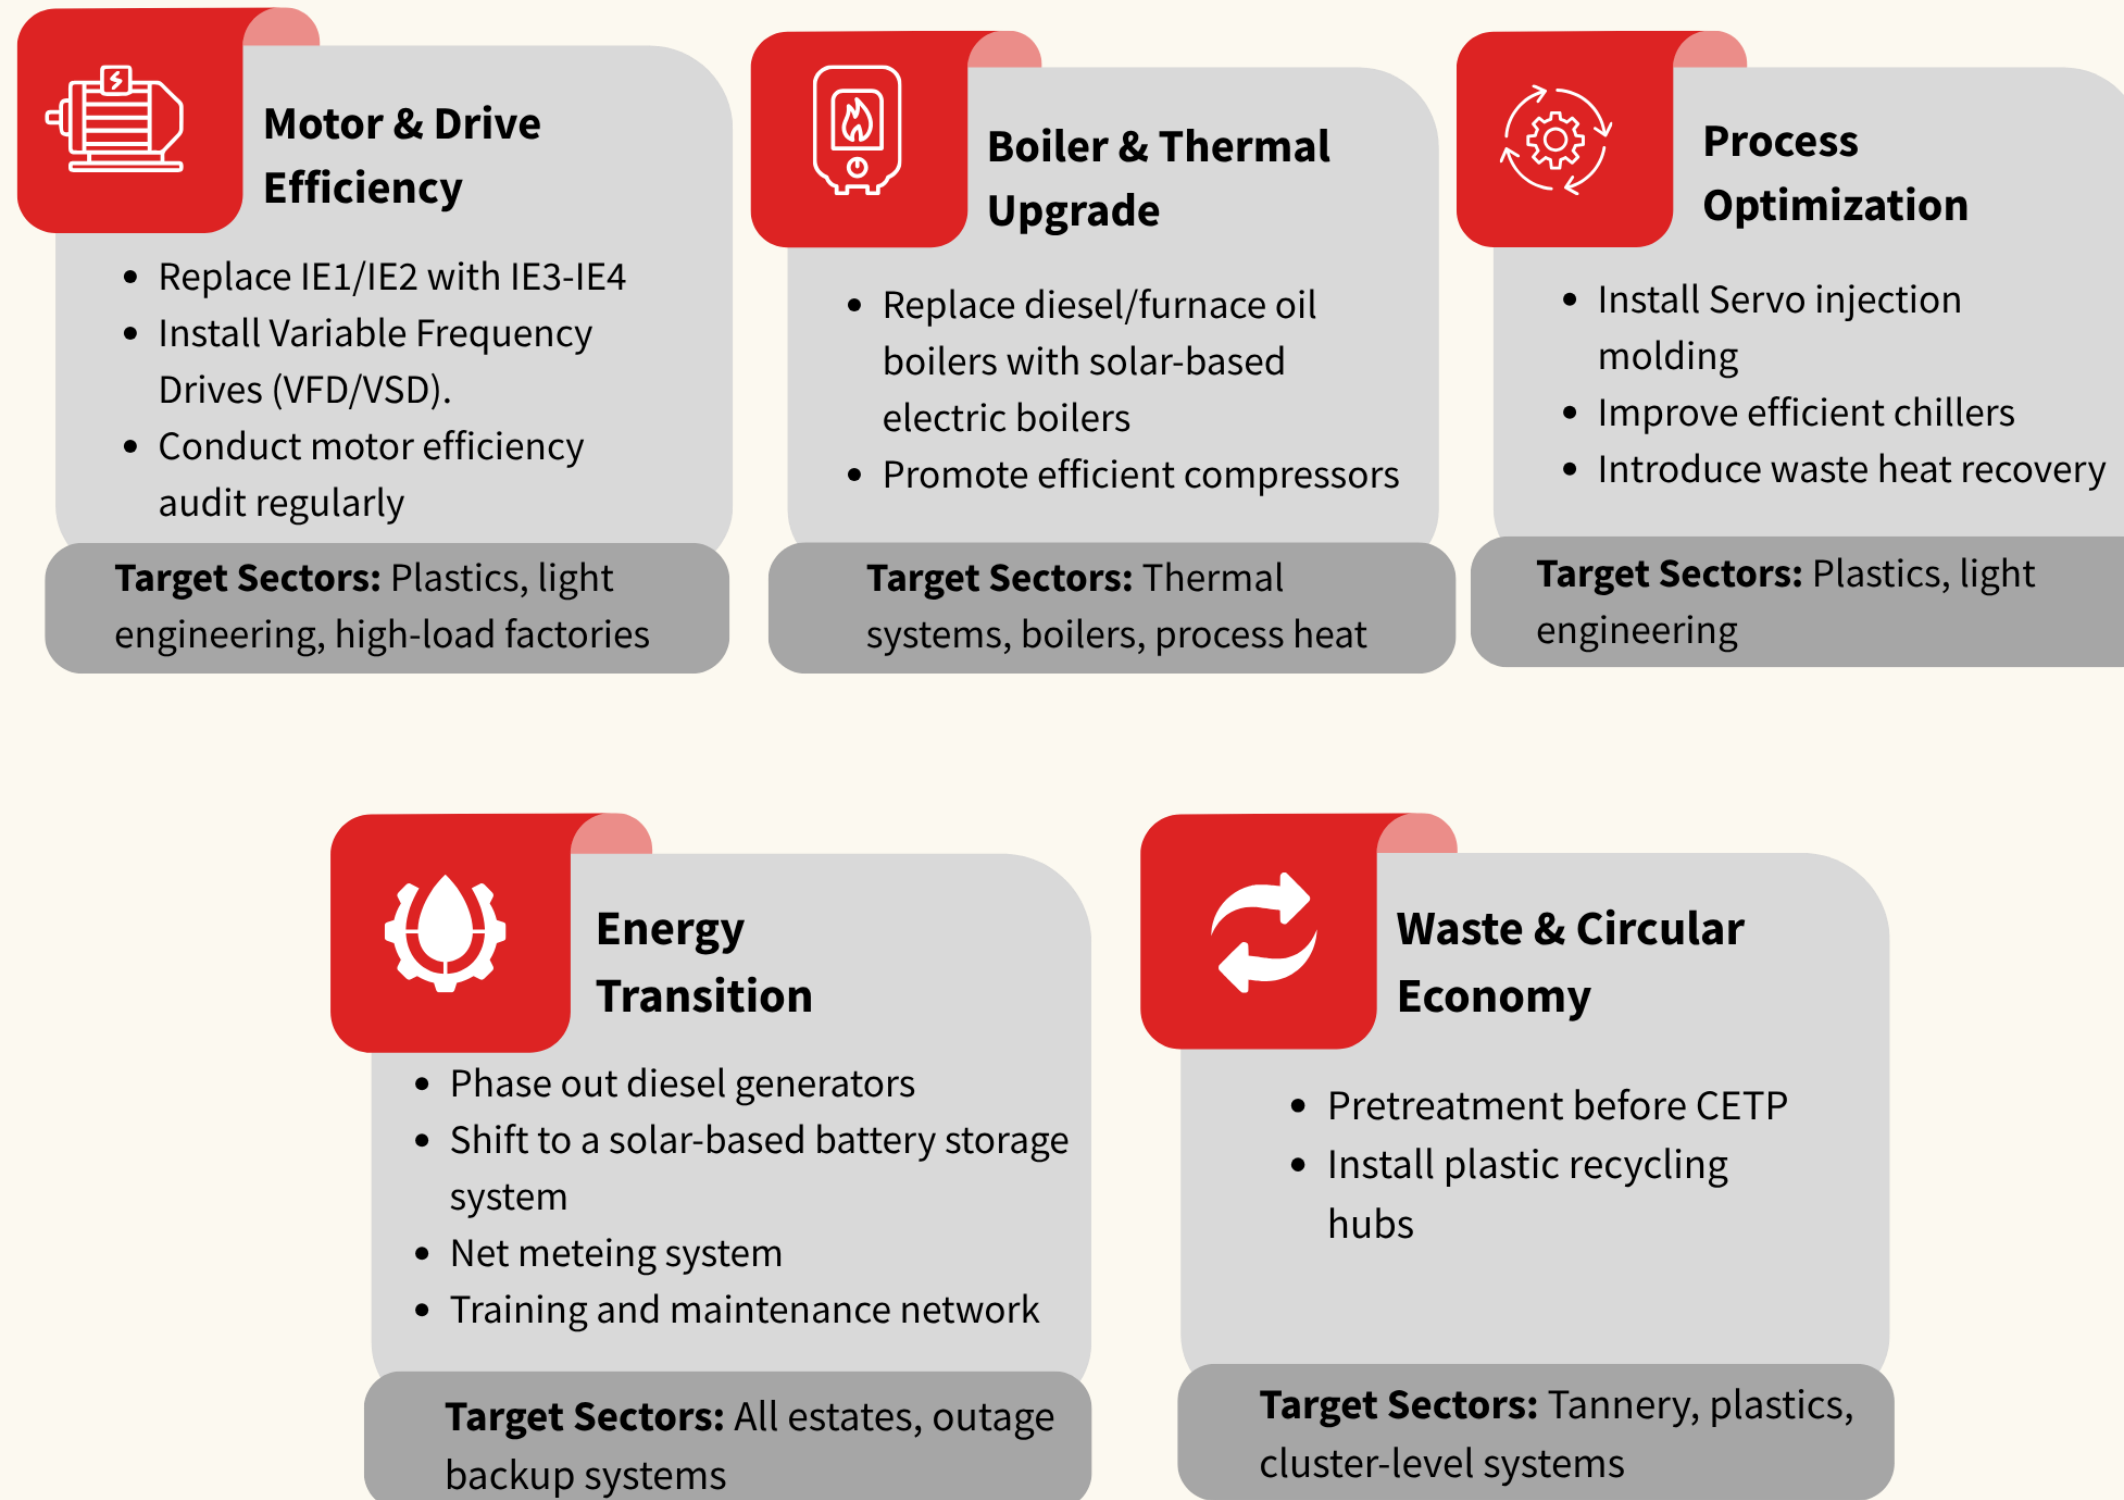 Motor & Drive
Efficiency
• Replace IE1/IE2 with IE3-IE4
• Install Variable Frequency
Drives (VFD/VSD).
• Conduct motor efficiency
audit regularly
Target Sectors: Plastics, light
engineering, high-load factories
Boiler & Thermal
Upgrade
• Replace diesel/furnace oil
boilers with solar-based
electric boilers
• Promote efficient compressors
Target Sectors: Thermal
systems, boilers, process heat
Process
Optimization
• Install Servo injection
molding
• Improve efficient chillers
• Introduce waste heat recovery
Target Sectors: Plastics, light
engineering
Energy
Transition
• Phase out diesel generators
• Shift to a solar-based battery storage
system
• Net meteing system
• Training and maintenance network
Target Sectors: All estates, outage
backup systems
Waste & Circular
Economy
• Pretreatment before CETP
• Install plastic recycling
hubs
Target Sectors: Tannery, plastics,
cluster-level systems